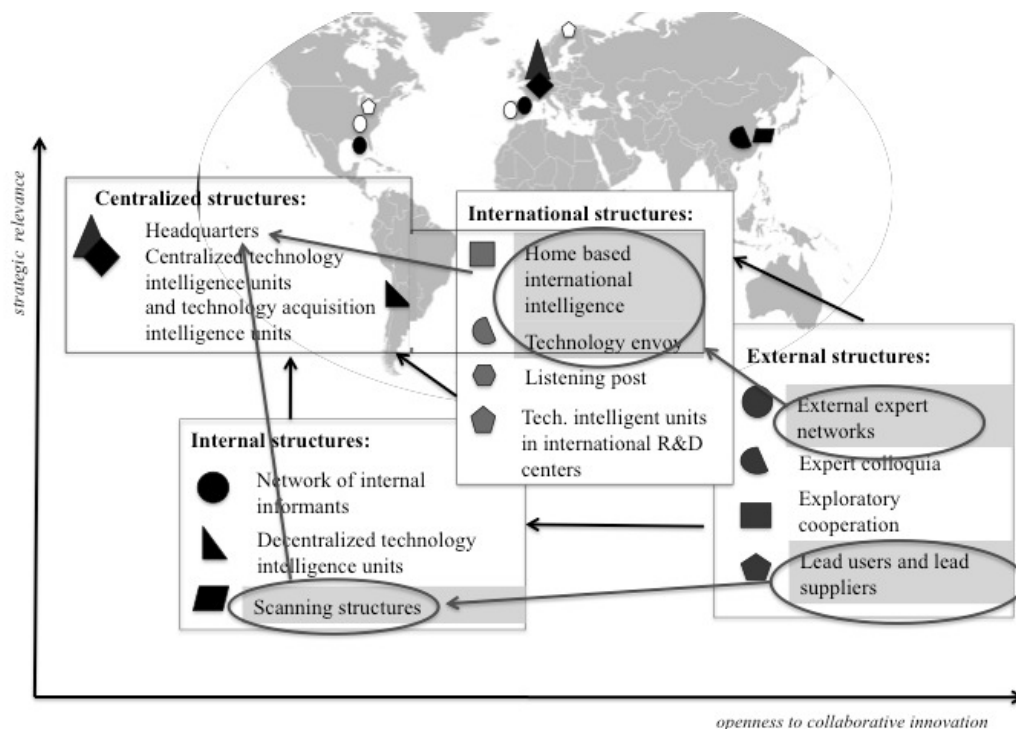 strategic relevance
Centralized structures:
Headquarters
Centralized technology
intelligence units
and technology acquisition
intelligence units
International structures:
Home based
international
intelligence
Technology envoy
Listening post
Tech. intelligent units
in international R&D
centers
External structures:
External expert
networks
Expert colloquia
Exploratory
cooperation
Lead users and lead
suppliers
Internal structures:
Network of internal
informants
Decentralized technology
intelligence units
Scanning structures
openness to collaborative innovation